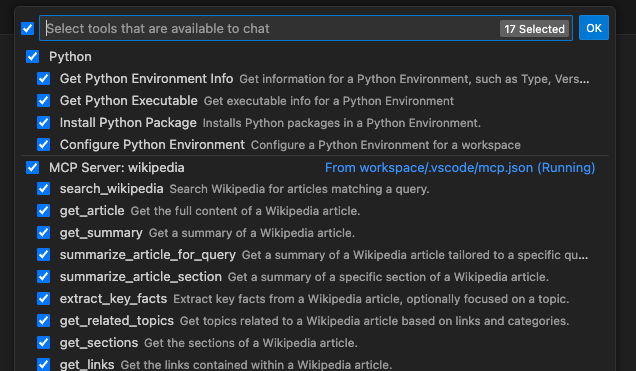 Select tools that are available to chat 17 Selected OK
Python
Get Python Environment Info Get information for a Python Environment, such as Type, Vers...
Get Python Executable Get executable info for a Python Environment
Install Python Package Installs Python packages in a Python Environment.
Configure Python Environment Configure a Python Environment for a workspace
MCP Server: wikipedia From workspace/.vscode/mcp.json (Running)
search_wikipedia Search Wikipedia for articles matching a query.
get_article Get the full content of a Wikipedia article.
get_summary Get a summary of a Wikipedia article.
summarize_article_for_query Get a summary of a Wikipedia article tailored to a specific qu...
summarize_article_section Get a summary of a specific section of a Wikipedia article.
extract_key_facts Extract key facts from a Wikipedia article, optionally focused on a topic.
get_related_topics Get topics related to a Wikipedia article based on links and categories.
get_sections Get the sections of a Wikipedia article.
get_links Get the links contained within a Wikipedia article.